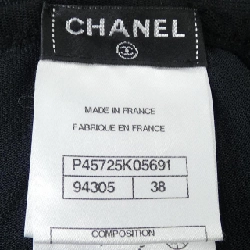 CHANEL
MADE IN FRANCE
FABRIQUE EN FRANCE
P45725K05691
94305 38
COMPOSITION